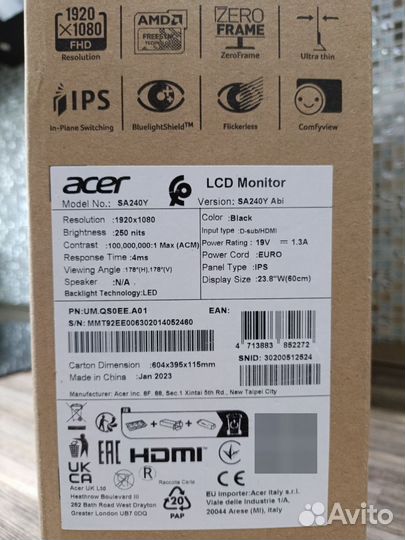 1920
×1080
FHD
Resolution
AMD
FREESYNC
ZERO
FRAME
ZeroFrame
Ultra thin
IPS
In-Plane Switching
BluelightShield™
Flickerless
Comfyview
acer
LCD Monitor
Model No.: SA240Y
Version: SA240Y Abi
Resolution :1920x1080
Brightness :250 nits
Contrast :100,000,000:1 Max (ACM)
Response Time :4ms
Viewing Angle :178°(H),178°(V)
Speaker :N/A
Backlight Technology:LED
Color: Black
Input type :D-sub/HDMI
Power Rating : 19V ⎓ 1.3A
Power Cord :EURO
Panel Type :IPS
Display Size :23.8"W(60cm)
PN:UM.QS0EE.A01
S/N: MMT92EE006302014052460
EAN:
4 713883 852272
SNID: 30200512524
Carton Dimension :604x395x115mm
Made in China :Jan 2023
Manufacturer: Acer Inc. 8F. 88, Sec.1 Xintai 5th Rd., New Taipei City
EAC
HDMI
UK
CA
R
Raccolta Carta
20
PAP
Acer UK Ltd
Heathrow Boulevard III
282 Bath Road West Drayton
Greater London UB7 0DQ
EU Importer:Acer Italy s.r.l.
Viale delle Industrie 1/A,
20044 Arese (MI), Italy
Avito